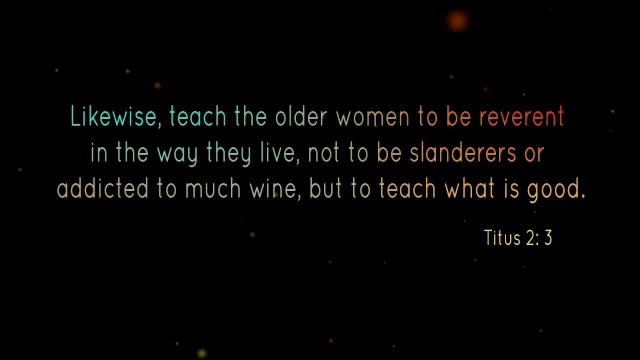 Likewise, teach the older women to be reverent
in the way they live, not to be slanderers or
addicted to much wine, but to teach what is good.
Titus 2: 3